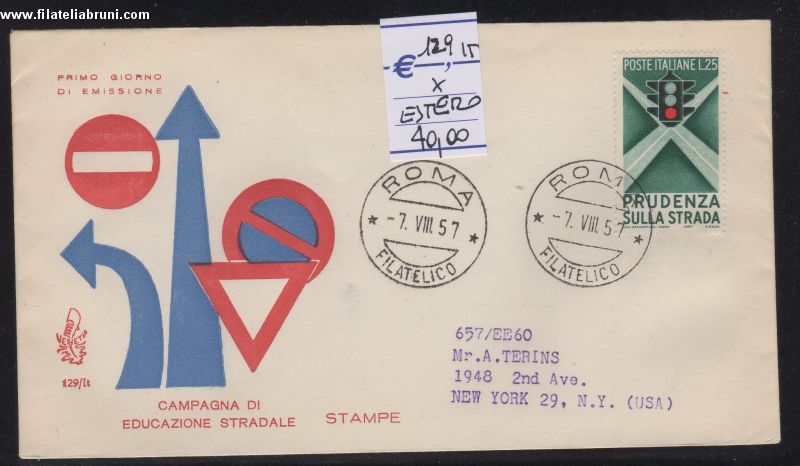 www.filateliabruni.com
PRIMO GIORNO
DI EMISSIONE
€ 129 IT
x
ESTERO
40,00
POSTE ITALIANE L.25
PRUDENZA
SULLA STRADA
ROMA
-7. VIII. 57
FILATELICO
ROMA
-7. VIII. 57
FILATELICO
129/It
CAMPAGNA DI
EDUCAZIONE STRADALE
STAMPE
657/EE60
Mr.A.TERINS
1948 2nd Ave.
NEW YORK 29, N.Y. (USA)